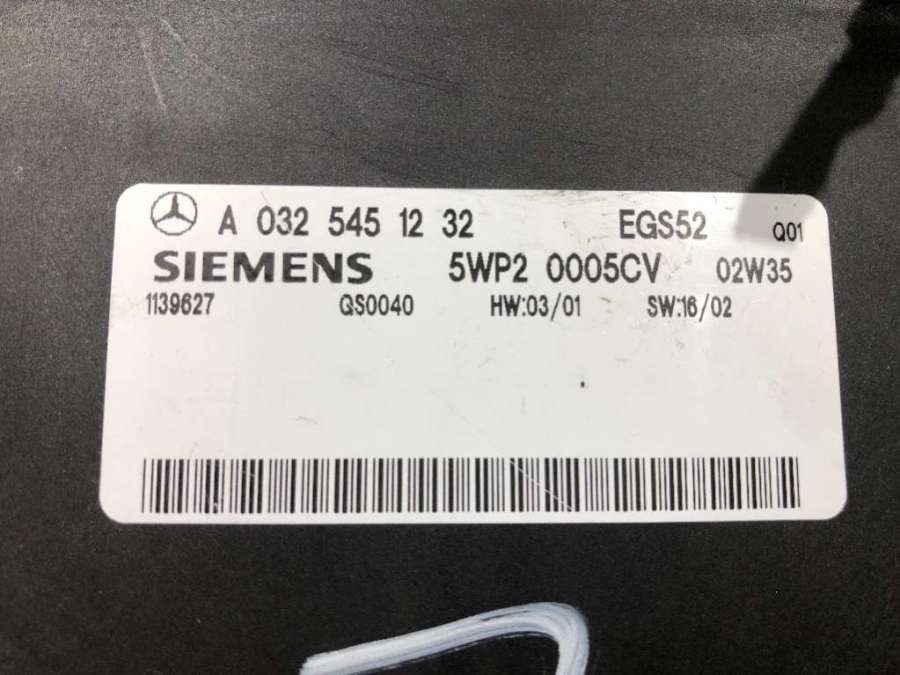 A 032 545 12 32 EGS52 Q01
SIEMENS 5WP2 0005CV 02W35
1139627 QS0040 HW:03/01 SW:16/02